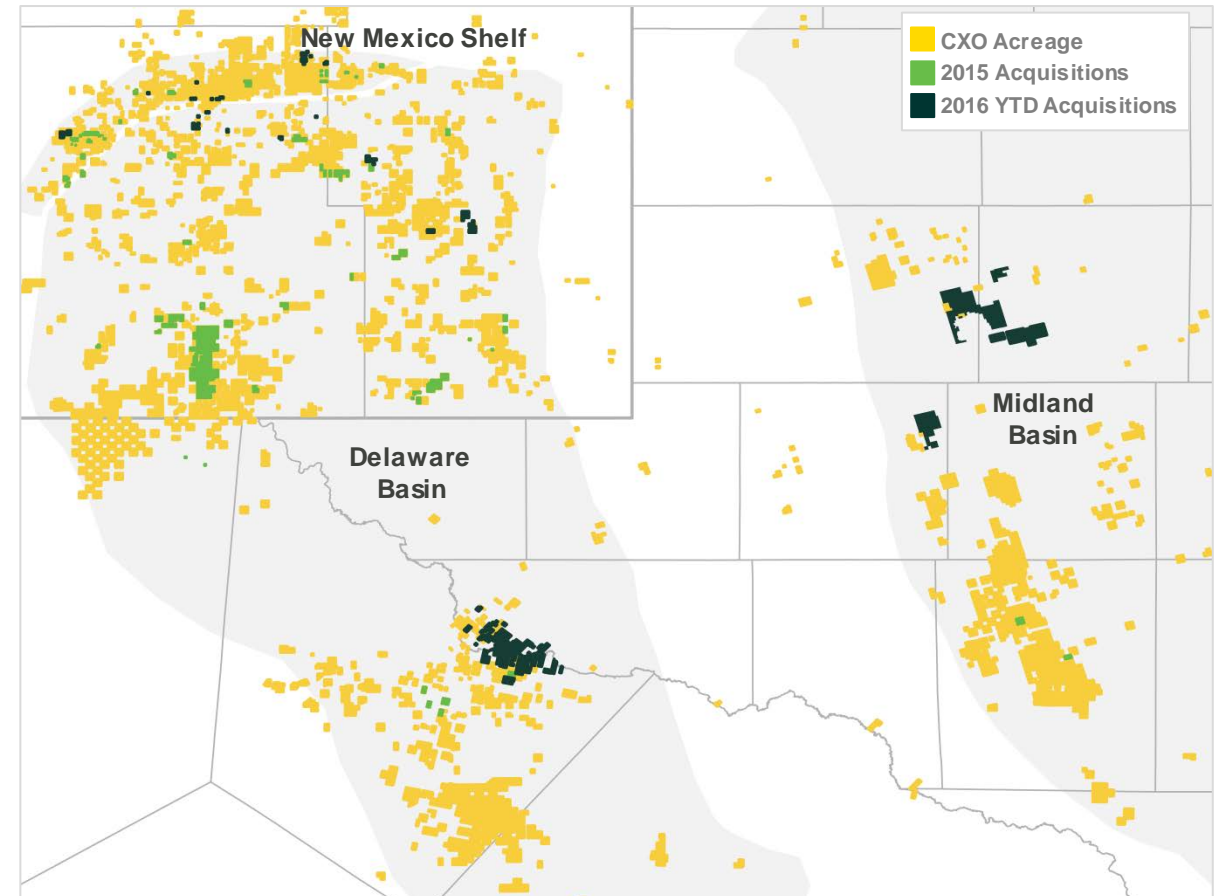 New Mexico Shelf
CXO Acreage
2015 Acquisitions
2016 YTD Acquisitions
Midland
Basin
Delaware
Basin